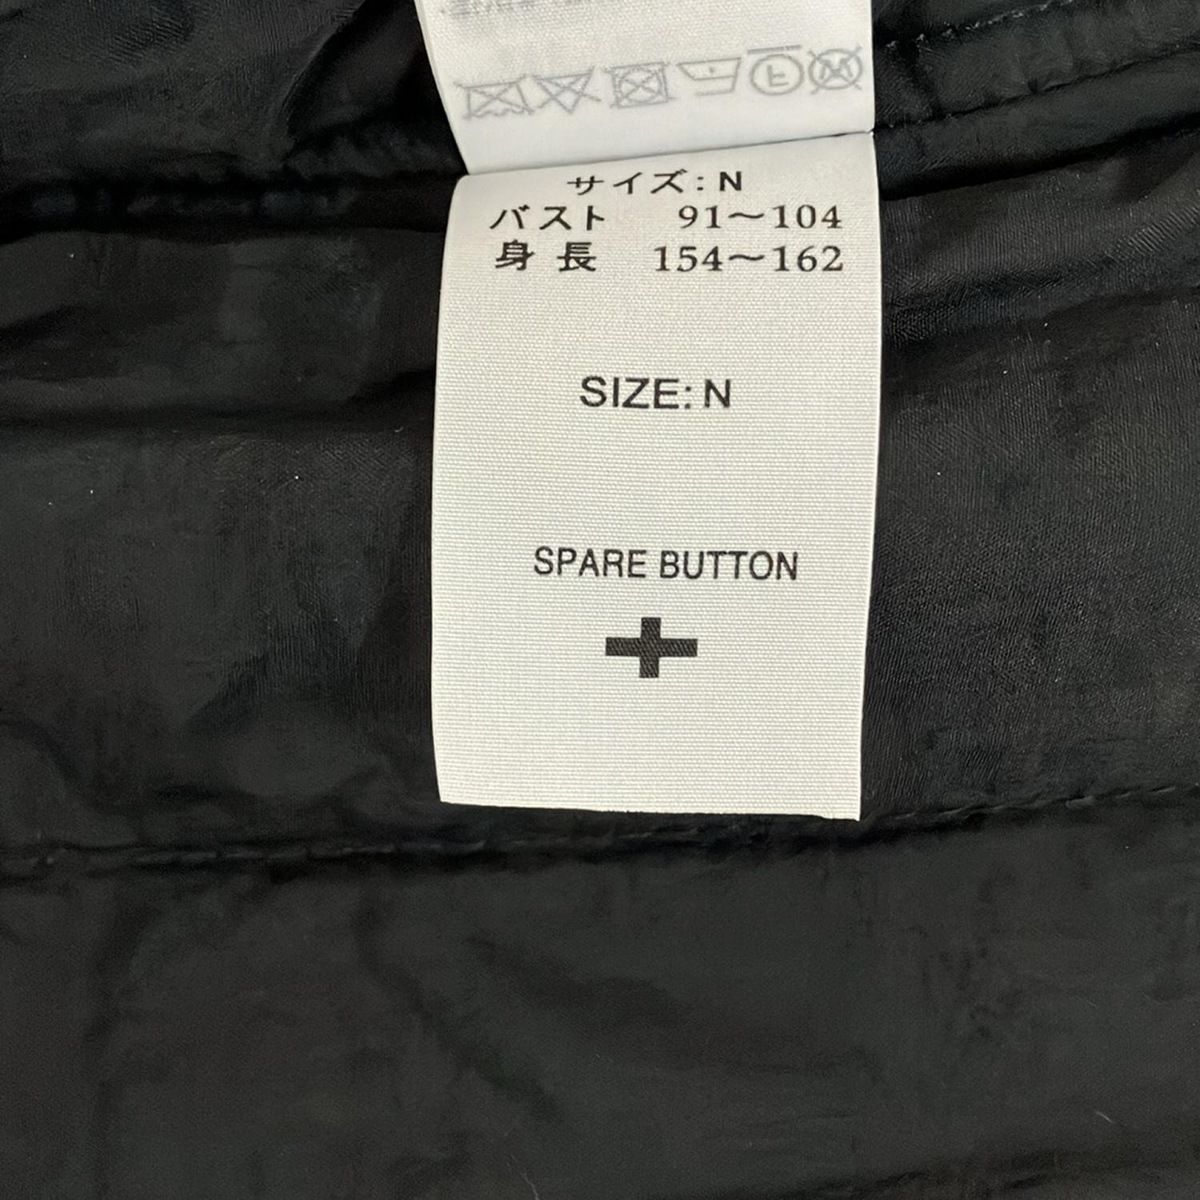 サイズ: N
バスト 91～104
身長 154～162
SIZE: N
SPARE BUTTON